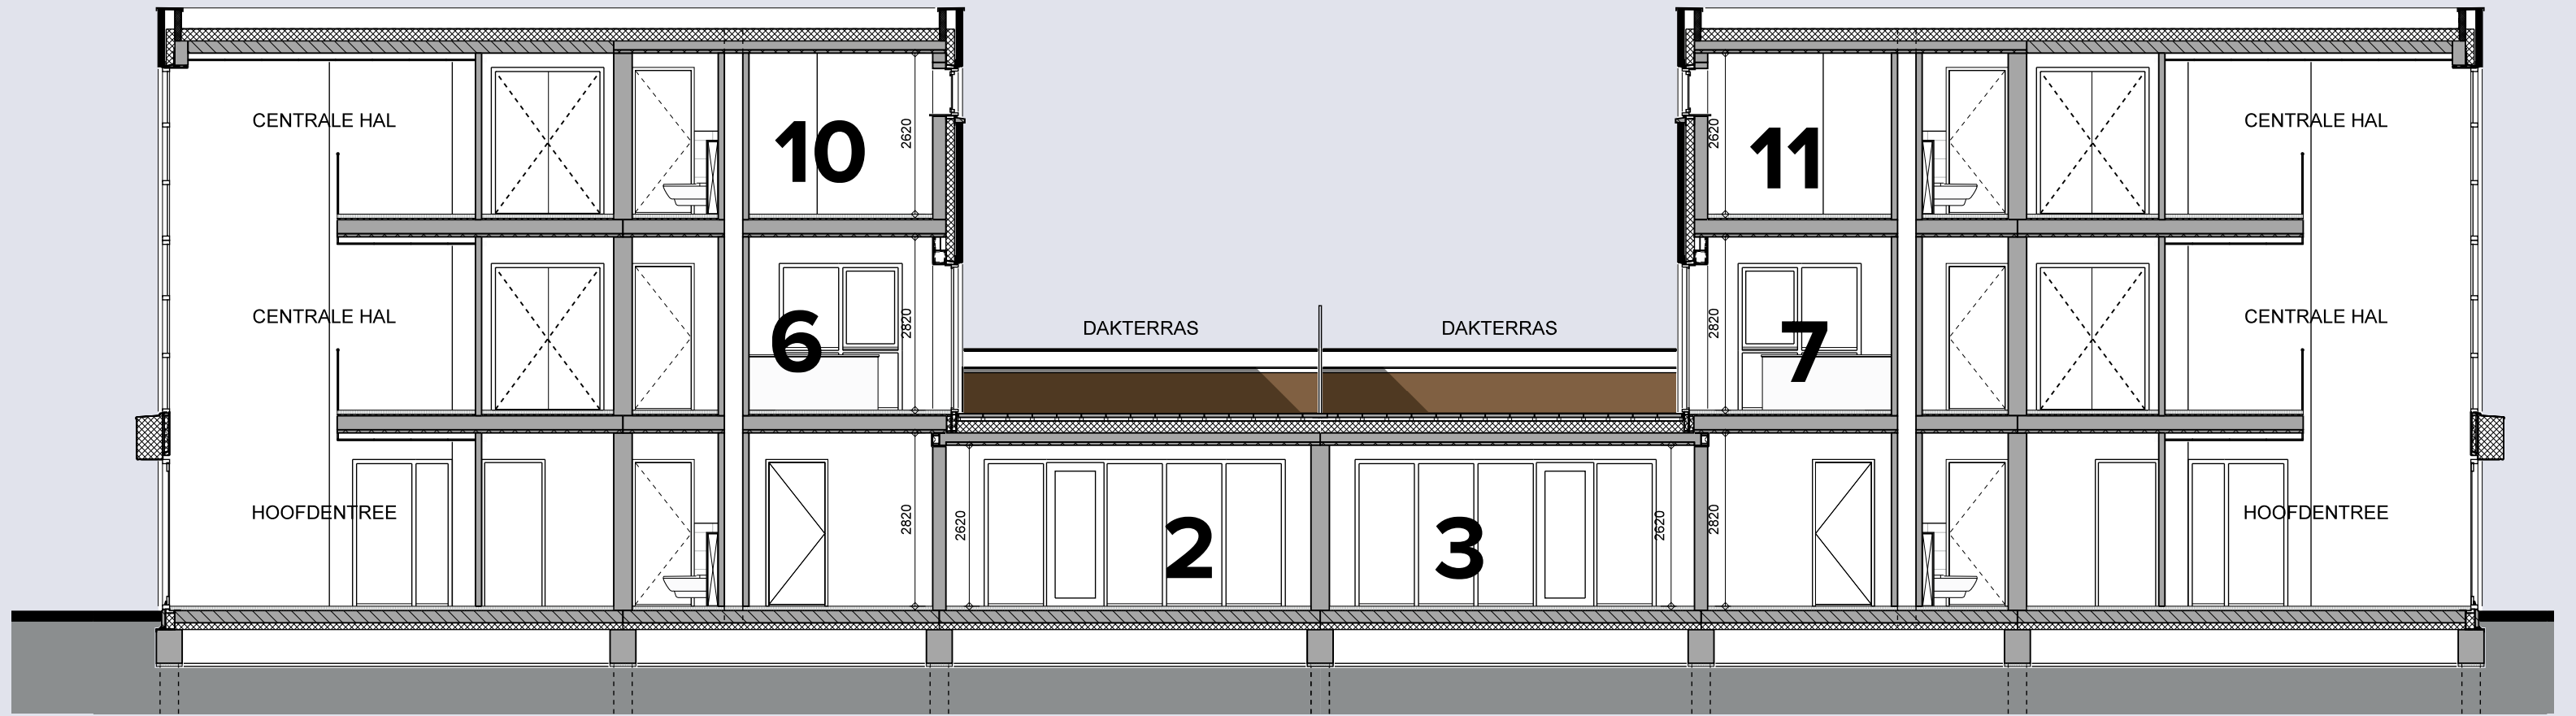 CENTRALE HAL
10
2620
2620
11
CENTRALE HAL
CENTRALE HAL
6
2820
DAKTERRAS
DAKTERRAS
2820
7
CENTRALE HAL
HOOFDENTREE
2820
2620
2
3
2620
2820
HOOFDENTREE